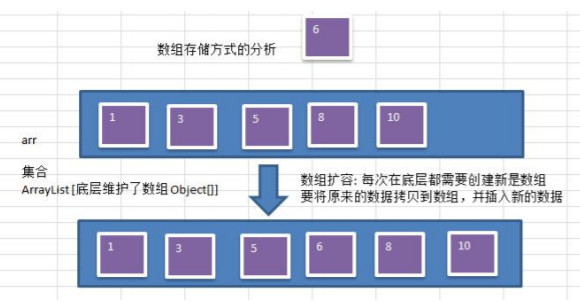 6
数组存储方式的分析
1 3 5 8 10
arr
集合
ArrayList [底层维护了数组 Object[]]
数组扩容: 每次在底层都需要创建新是数组
要将原来的数据拷贝到数组，并插入新的数据
1 3 5 6 8 10